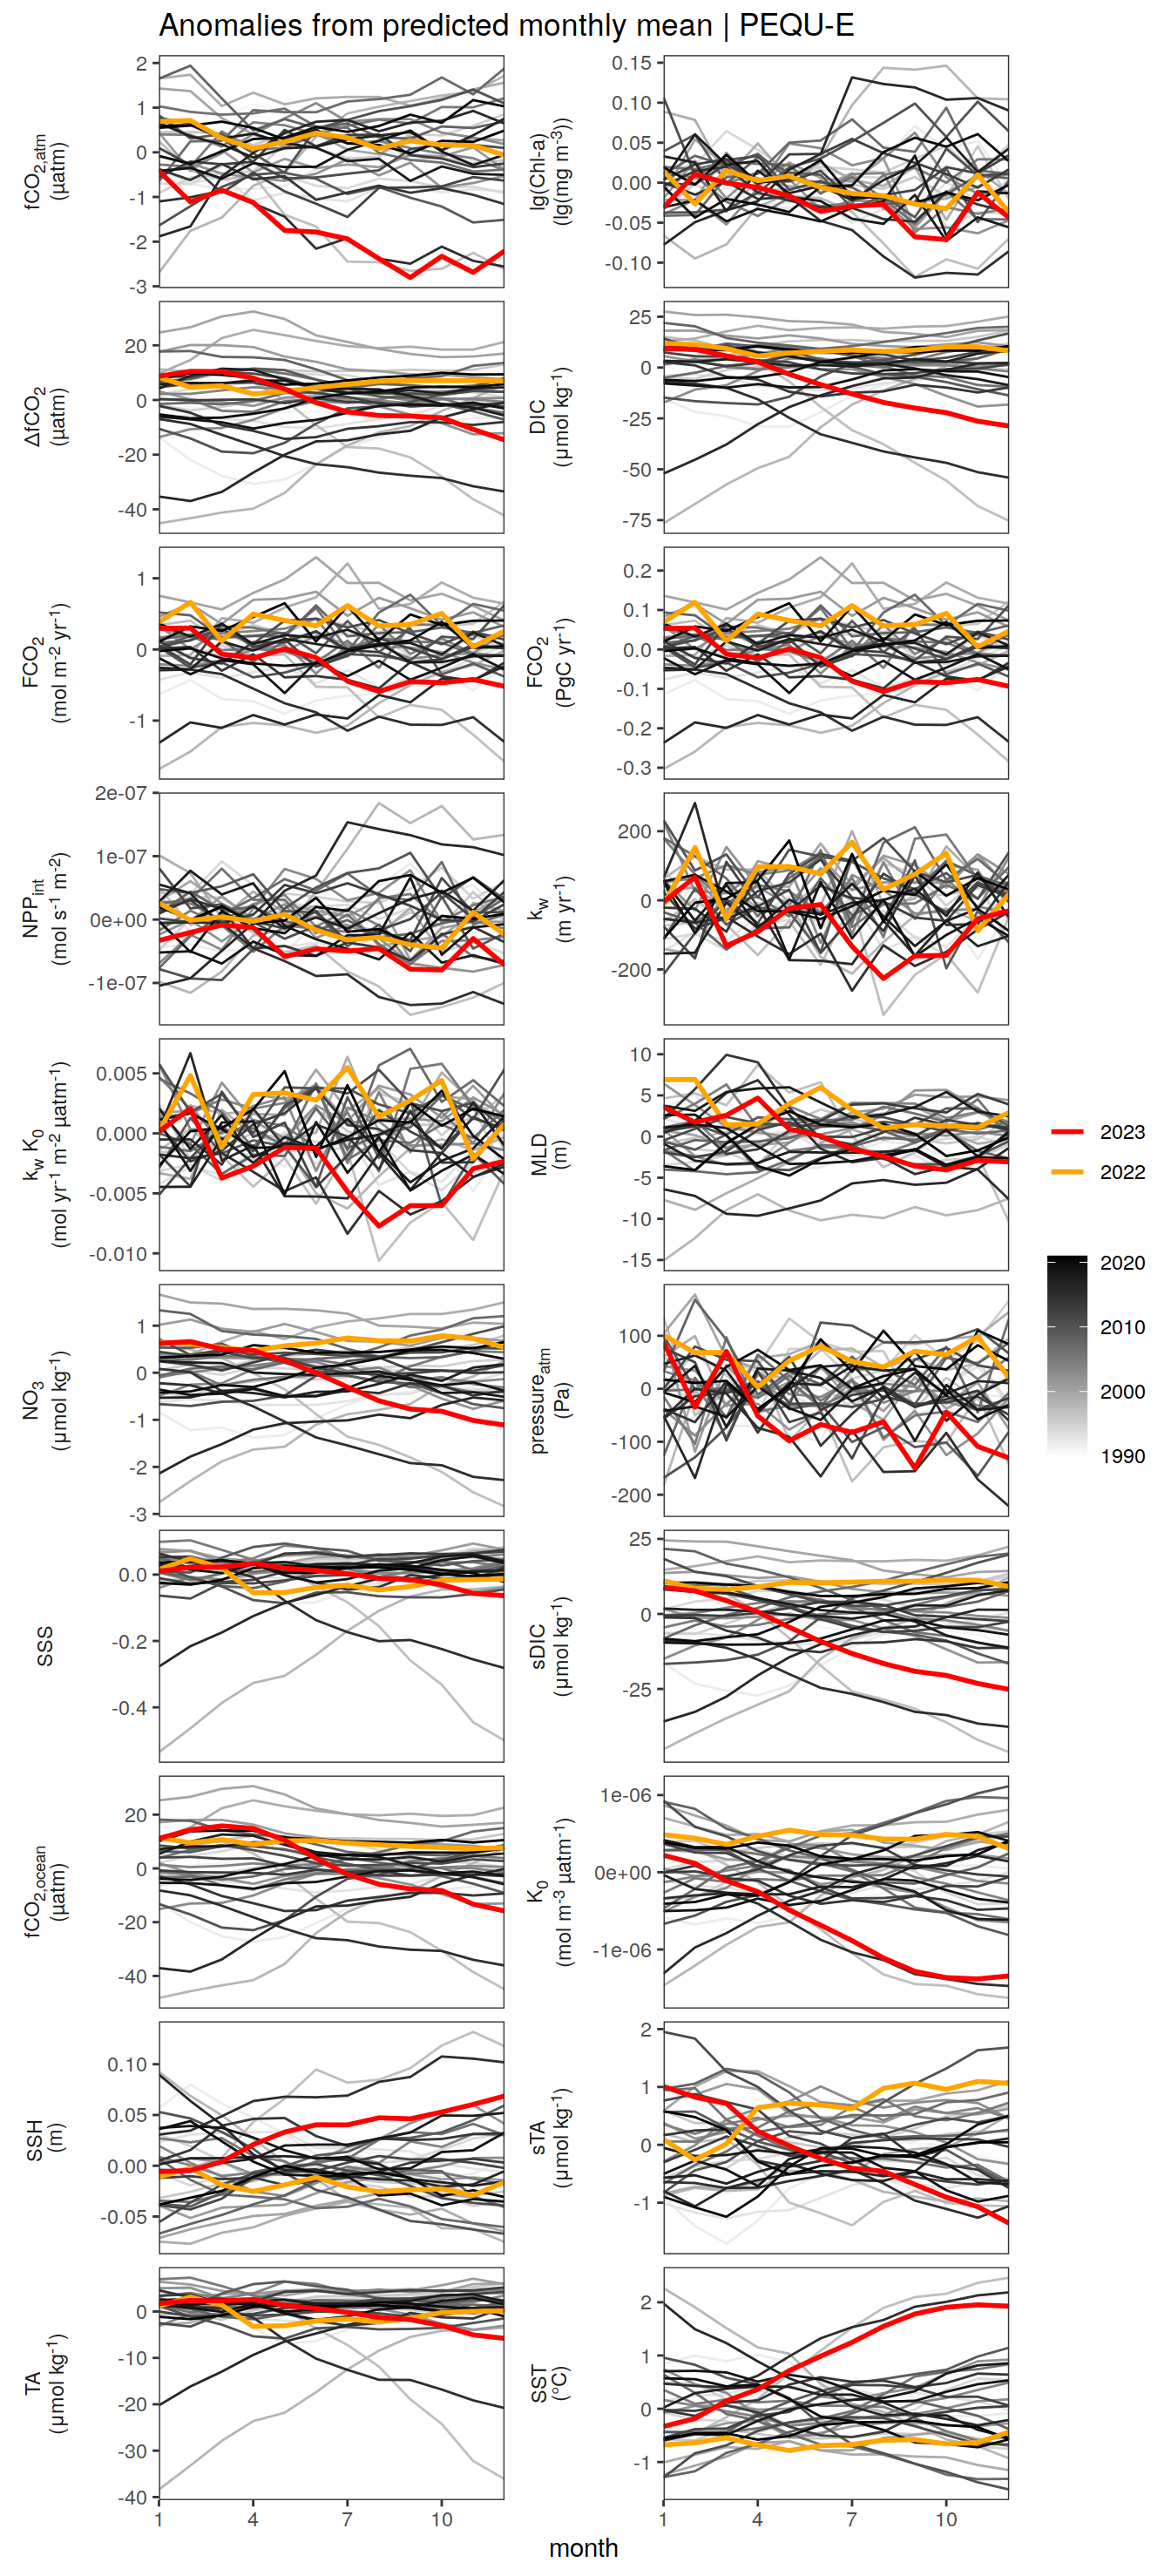 Anomalies from predicted monthly mean | PEQU-E
fCO2,atm
(µatm)
2
1
0
-1
-2
-3
lg(Chl-a)
(lg(mg m-3))
0.15
0.10
0.05
0.00
-0.05
-0.10
ΔfCO2
(µatm)
20
0
-20
-40
DIC
(µmol kg-1)
25
0
-25
-50
-75
FCO2
(mol m-2 yr-1)
1
0
-1
FCO2
(PgC yr-1)
0.2
0.1
0.0
-0.1
-0.2
-0.3
NPPint
(mol s-1 m-2)
2e-07
1e-07
0e+00
-1e-07
kw
(m yr-1)
200
0
-200
kw K0
(mol yr-1 m-2 µatm-1)
0.005
0.000
-0.005
-0.010
MLD
(m)
10
5
0
-5
-10
-15
2023
2022
2020
2010
2000
1990
NO3
(µmol kg-1)
1
0
-1
-2
-3
pressureatm
(Pa)
100
0
-100
-200
SSS
0.0
-0.2
-0.4
sDIC
(µmol kg-1)
25
0
-25
fCO2,ocean
(µatm)
20
0
-20
-40
K0
(mol m-3 µatm-1)
1e-06
0e+00
-1e-06
SSH
(m)
0.10
0.05
0.00
-0.05
sTA
(µmol kg-1)
2
1
0
-1
TA
(µmol kg-1)
0
-10
-20
-30
-40
SST
(°C)
2
1
0
-1
1 4 7 10 1 4 7 10
month